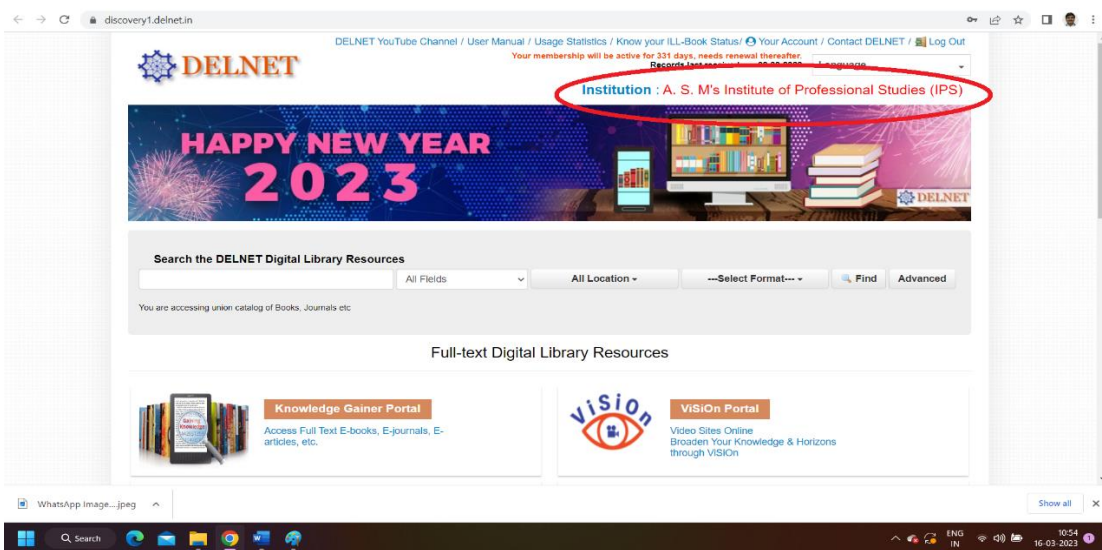 discovery1.delnet.in
DELNET YouTube Channel / User Manual / Usage Statistics / Know your ILL-Book Status/ Your Account / Contact DELNET / Log Out
DELNET
Your membership will be active for 331 days, needs renewal thereafter.
Language
Institution : A. S. M's Institute of Professional Studies (IPS)
HAPPY NEW YEAR
2023
DELNET
Search the DELNET Digital Library Resources
All Fields All Location ---Select Format--- Find Advanced
You are accessing union catalog of Books, Journals etc
Full-text Digital Library Resources
Knowledge Gainer Portal
Access Full Text E-books, E-journals, E-
articles, etc.
ViSiOn
ViSiOn Portal
Video Sites Online
Broaden Your Knowledge & Horizons
through ViSIOn
WhatsApp Image....jpeg Show all
Search ENG 10:54
IN 16-03-2023 1